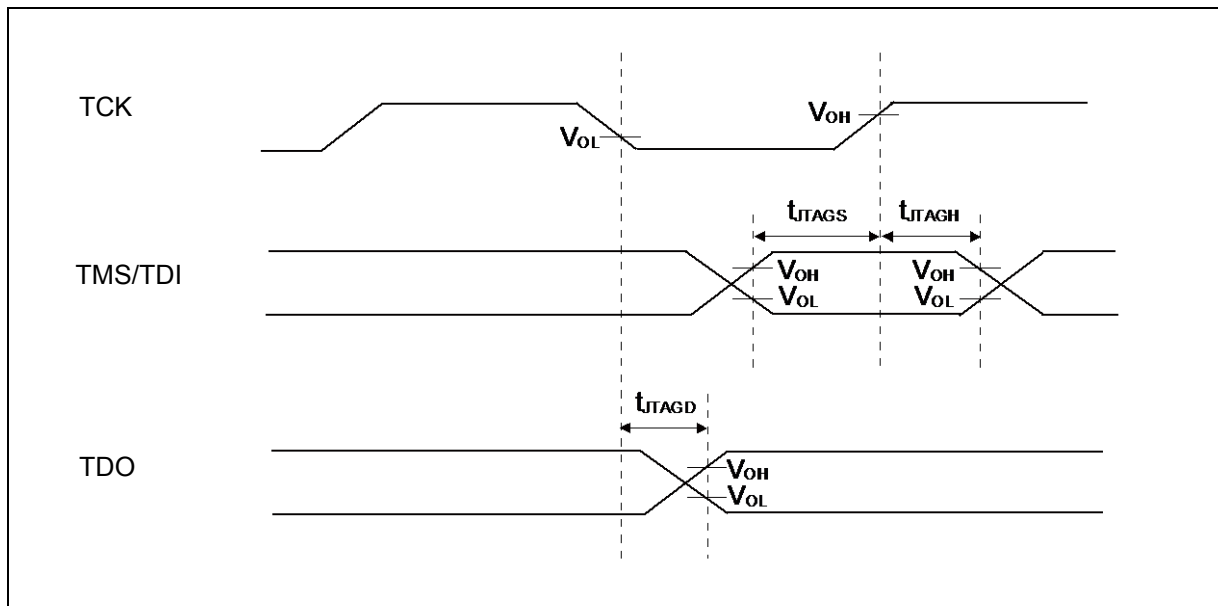 TCK
VOL
VOH
tJTAGS tJTAGH
TMS/TDI
VOH VOH
VOL VOL
tJTAGD
TDO
VOH
VOL